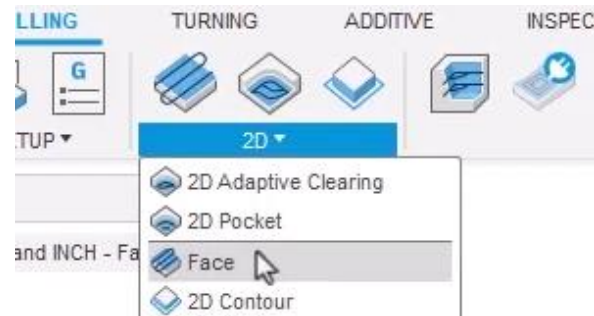 LLING TURNING ADDITIVE INSPEC
G
TUP
2D
2D Adaptive Clearing
2D Pocket
and INCH - Fa
Face
2D Contour